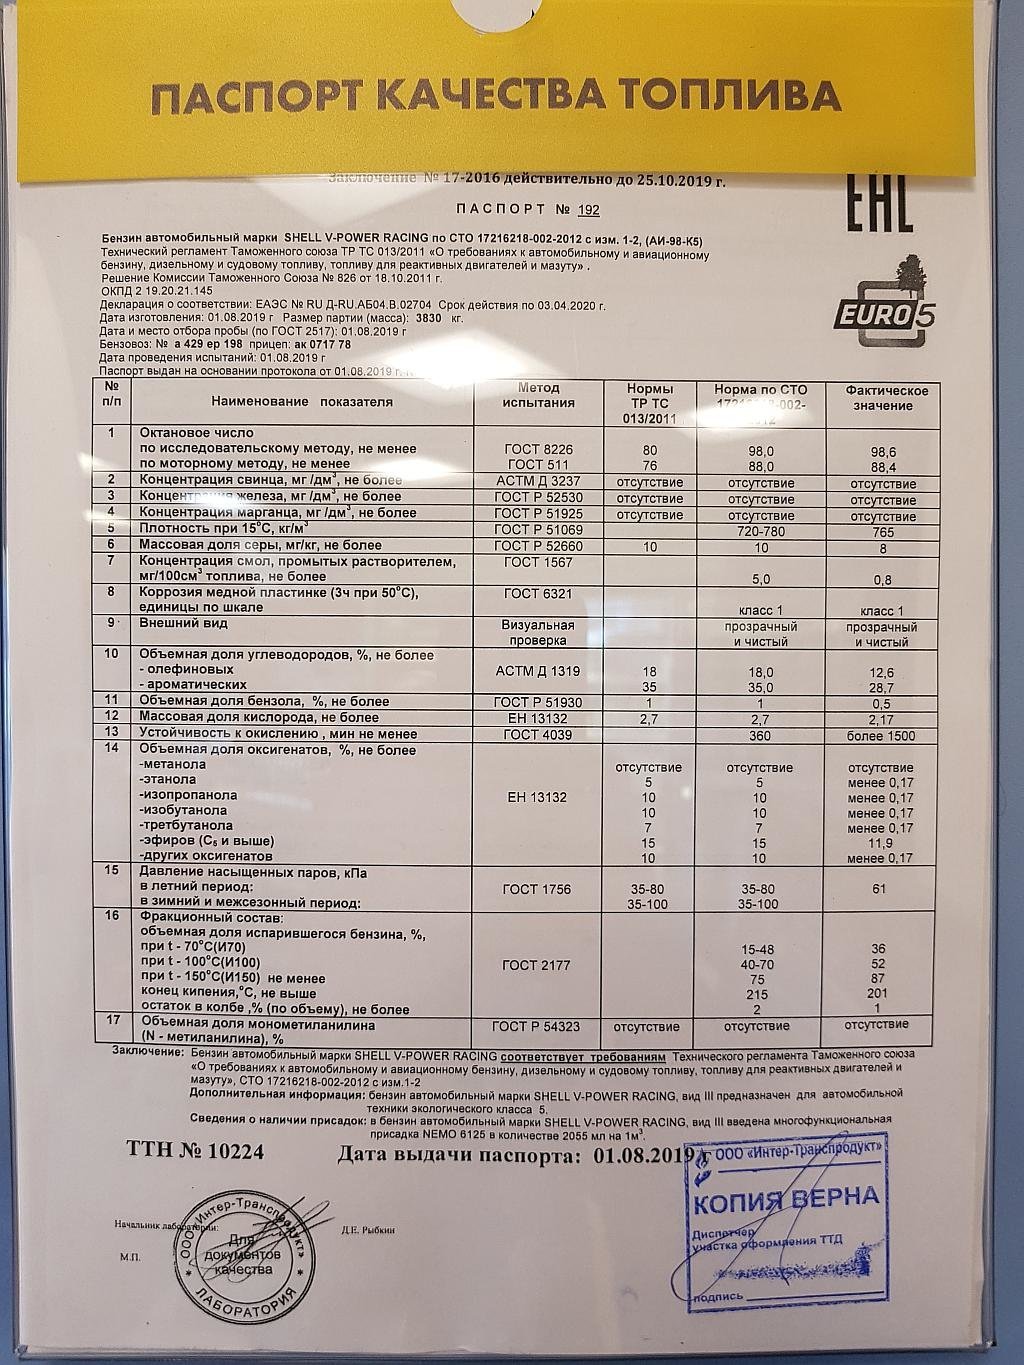 ПАСПОРТ КАЧЕСТВА ТОПЛИВА
Заключение № 17-2016 действительно до 25.10.2019 г.
ПАСПОРТ № 192
ЕАС
Бензин автомобильный марки SHELL V-POWER RACING по СТО 17216218-002-2012 с изм. 1-2, (АИ-98-К5)
Технический регламент Таможенного союза ТР ТС 013/2011 «О требованиях к автомобильному и авиационному
бензину, дизельному и судовому топливу, топливу для реактивных двигателей и мазуту» .
Решение Комиссии Таможенного Союза № 826 от 18.10.2011 г.
ОКПД 2 19.20.21.145
Декларация о соответствии: ЕАЭС № RU Д-RU.АБ04.В.02704 Срок действия по 03.04.2020 г.
Дата изготовления: 01.08.2019 г Размер партии (масса): 3830 кг.
EURO 5
Дата и место отбора пробы (по ГОСТ 2517): 01.08.2019 г
Бензовоз: № а 429 ер 198 прицеп: ак 0717 78
Дата проведения испытаний: 01.08.2019 г
Паспорт выдан на основании протокола от 01.08.2019 г.
№ п/п Наименование показателя Метод испытания Нормы ТР ТС 013/2011 Норма по СТО 17216218-002-2012 Фактическое значение
1 Октановое число
по исследовательскому методу, не менее ГОСТ 8226 80 98,0 98,6
по моторному методу, не менее ГОСТ 511 76 88,0 88,4
2 Концентрация свинца, мг /дм³, не более АСТМ Д 3237 отсутствие отсутствие отсутствие
3 Концентрация железа, мг /дм³, не более ГОСТ Р 52530 отсутствие отсутствие отсутствие
4 Концентрация марганца, мг /дм³, не более ГОСТ Р 51925 отсутствие отсутствие отсутствие
5 Плотность при 15°С, кг/м³ ГОСТ Р 51069 720-780 765
6 Массовая доля серы, мг/кг, не более ГОСТ Р 52660 10 10 8
7 Концентрация смол, промытых растворителем, ГОСТ 1567
мг/100см³ топлива, не более 5,0 0,8
8 Коррозия медной пластинке (3ч при 50°С), ГОСТ 6321
единицы по шкале класс 1 класс 1
9 Внешний вид Визуальная прозрачный прозрачный
проверка и чистый и чистый
10 Объемная доля углеводородов, %, не более
- олефиновых АСТМ Д 1319 18 18,0 12,6
- ароматических 35 35,0 28,7
11 Объемная доля бензола, %, не более ГОСТ Р 51930 1 1 0,5
12 Массовая доля кислорода, не более ЕН 13132 2,7 2,7 2,17
13 Устойчивость к окислению , мин не менее ГОСТ 4039 360 более 1500
14 Объемная доля оксигенатов, %, не более
-метанола отсутствие отсутствие отсутствие
-этанола 5 5 менее 0,17
-изопропанола ЕН 13132 10 10 менее 0,17
-изобутанола 10 10 менее 0,17
-третбутанола 7 7 менее 0,17
-эфиров (С₅ и выше) 15 15 11,9
-других оксигенатов 10 10 менее 0,17
15 Давление насыщенных паров, кПа
в летний период: ГОСТ 1756 35-80 35-80 61
в зимний и межсезонный период: 35-100 35-100
16 Фракционный состав:
объемная доля испарившегося бензина, %,
при t - 70°С(И70) 15-48 36
при t - 100°С(И100) ГОСТ 2177 40-70 52
при t - 150°С(И150) не менее 75 87
конец кипения,°С, не выше 215 201
остаток в колбе ,% (по объему), не более 2 1
17 Объемная доля монометиланилина ГОСТ Р 54323 отсутствие отсутствие отсутствие
(N - метиланилина), %
Заключение: Бензин автомобильный марки SHELL V-POWER RACING соответствует требованиям Технического регламента Таможенного союза
«О требованиях к автомобильному и авиационному бензину, дизельному и судовому топливу, топливу для реактивных двигателей и
мазуту», СТО 17216218-002-2012 с изм.1-2
Дополнительная информация: бензин автомобильный марки SHELL V-POWER RACING, вид III предназначен для автомобильной
техники экологического класса 5.
Сведения о наличии присадок: в бензин автомобильный марки SHELL V-POWER RACING, вид III введена многофункциональная
присадка NEMO 6125 в количестве 2055 мл на 1м³.
ТТН № 10224 Дата выдачи паспорта: 01.08.2019 г
ООО «Интер-Транспродукт»
КОПИЯ ВЕРНА
Диспетчер
участка оформления ТТД
подпись
Начальник лаборатории: Д.Е. Рыбкин
М.П.
ООО "Интер-Транспродукт"
Для
документов
качества
ЛАБОРАТОРИЯ